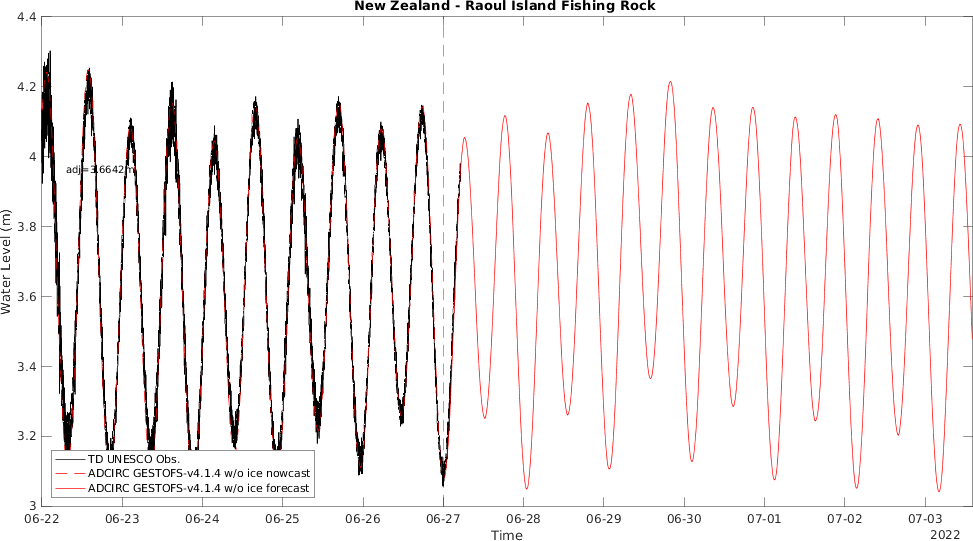 New Zealand - Raoul Island Fishing Rock
4.4
4.2
4
3.8
3.6
3.4
3.2
3
Water Level (m)
adj=3.6642m
TD UNESCO Obs.
ADCIRC GESTOFS-v4.1.4 w/o ice nowcast
ADCIRC GESTOFS-v4.1.4 w/o ice forecast
06-22 06-23 06-24 06-25 06-26 06-27 06-28 06-29 06-30 07-01 07-02 07-03
Time
2022